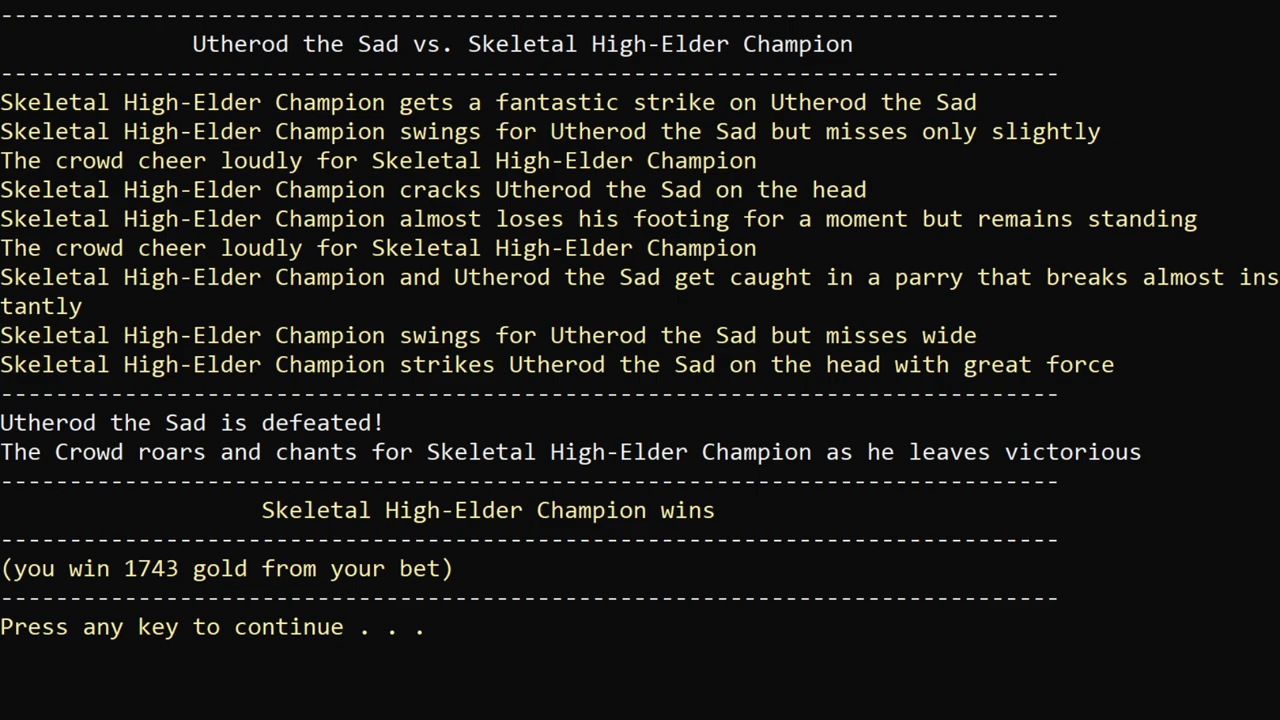 -----------------------------------------------------------------------------
Utherod the Sad vs. Skeletal High-Elder Champion
-----------------------------------------------------------------------------
Skeletal High-Elder Champion gets a fantastic strike on Utherod the Sad
Skeletal High-Elder Champion swings for Utherod the Sad but misses only slightly
The crowd cheer loudly for Skeletal High-Elder Champion
Skeletal High-Elder Champion cracks Utherod the Sad on the head
Skeletal High-Elder Champion almost loses his footing for a moment but remains standing
The crowd cheer loudly for Skeletal High-Elder Champion
Skeletal High-Elder Champion and Utherod the Sad get caught in a parry that breaks almost ins
tantly
Skeletal High-Elder Champion swings for Utherod the Sad but misses wide
Skeletal High-Elder Champion strikes Utherod the Sad on the head with great force
-----------------------------------------------------------------------------
Utherod the Sad is defeated!
The Crowd roars and chants for Skeletal High-Elder Champion as he leaves victorious
-----------------------------------------------------------------------------
Skeletal High-Elder Champion wins
-----------------------------------------------------------------------------
(you win 1743 gold from your bet)
-----------------------------------------------------------------------------
Press any key to continue . . .